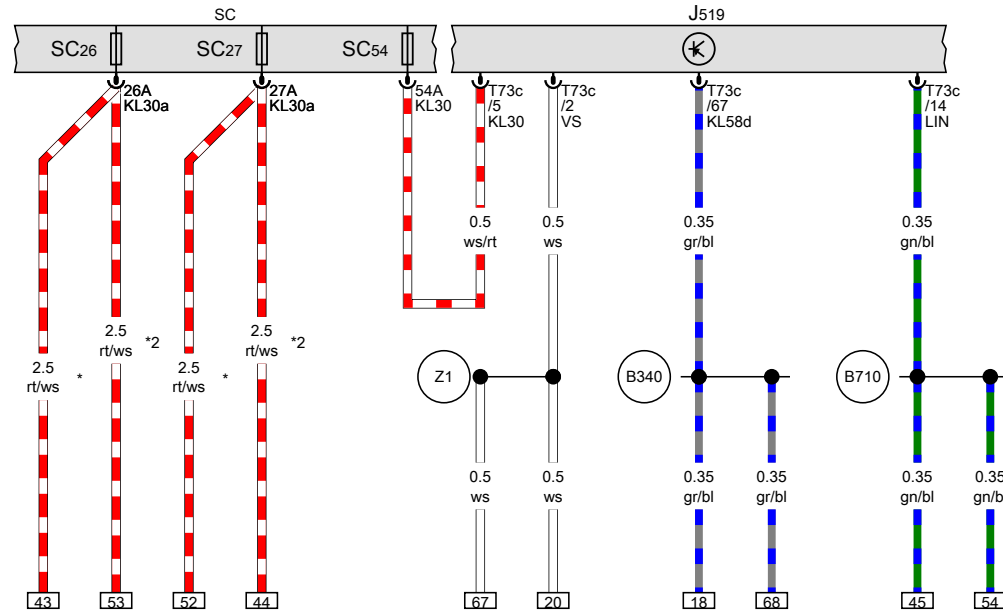 SC
J519
SC26
SC27
SC54
26A
KL30a
27A
KL30a
54A
KL30
T73c
/5
KL30
T73c
/2
VS
T73c
/67
KL58d
T73c
/14
LIN
0.5
ws/rt
0.5
ws
0.35
gr/bl
0.35
gn/bl
2.5
rt/ws
*
2.5
rt/ws
*2
2.5
rt/ws
*
2.5
rt/ws
*2
Z1
B340
B710
0.5
ws
0.5
ws
0.35
gr/bl
0.35
gr/bl
0.35
gn/bl
0.35
gn/b
43
53
52
44
67
20
18
68
45
54